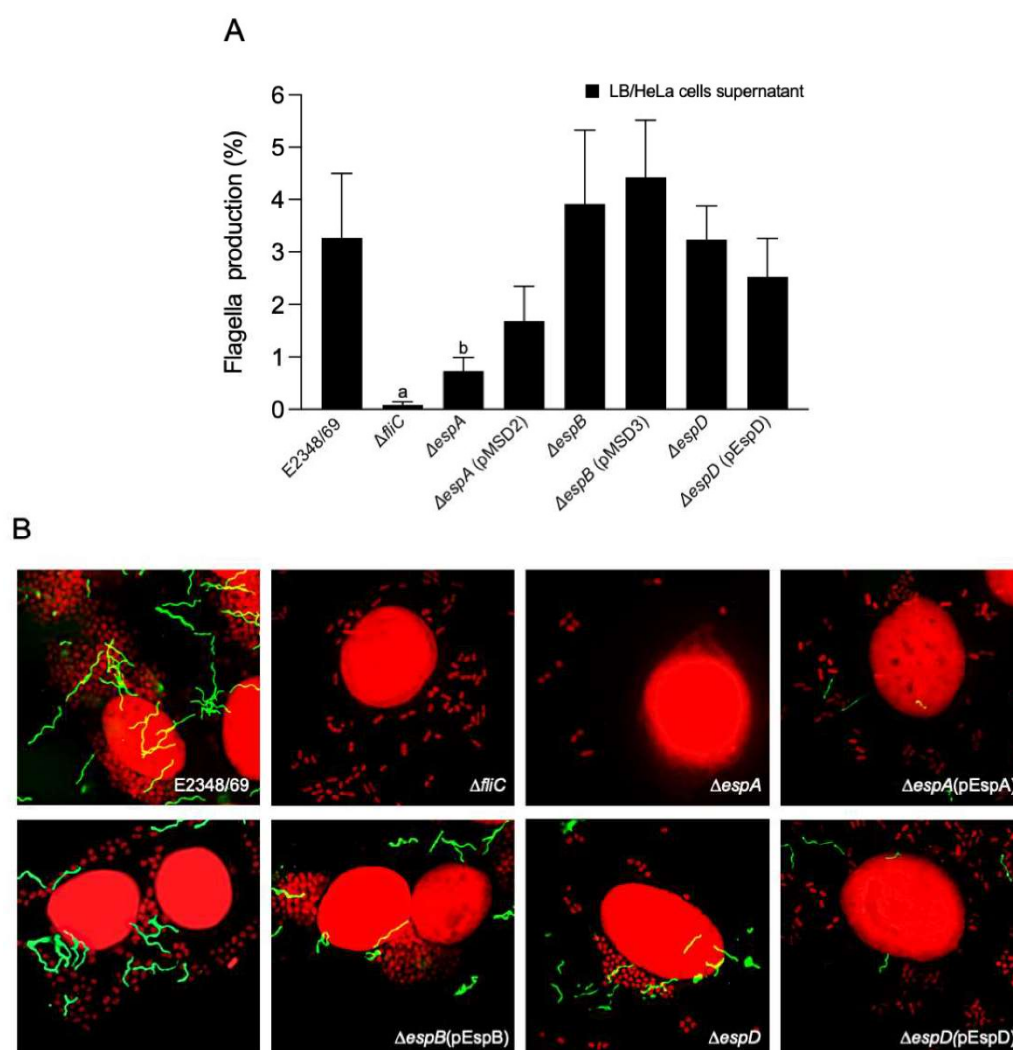 A
LB/HeLa cells supernatant
Flagella production (%)
6
5
4
3
2
1
0
a
b
E2348/69
ΔfliC
ΔespA
ΔespA (pMSD2)
ΔespB
ΔespB (pMSD3)
ΔespD
ΔespD (pEspD)
B
E2348/69
ΔfliC
ΔespA
ΔespA(pEspA)
ΔespB(pEspB)
ΔespD
ΔespD(pEspD)